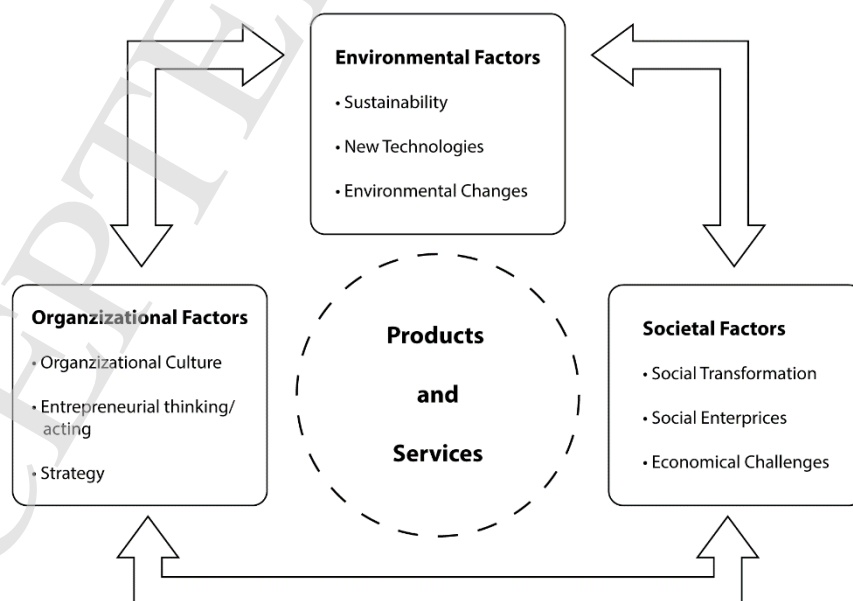 Environmental Factors
• Sustainability
• New Technologies
• Environmental Changes
Organzizational Factors
• Organzizational Culture
• Entrepreneurial thinking/
acting
• Strategy
Products
and
Services
Societal Factors
• Social Transformation
• Social Enterprices
• Economical Challenges